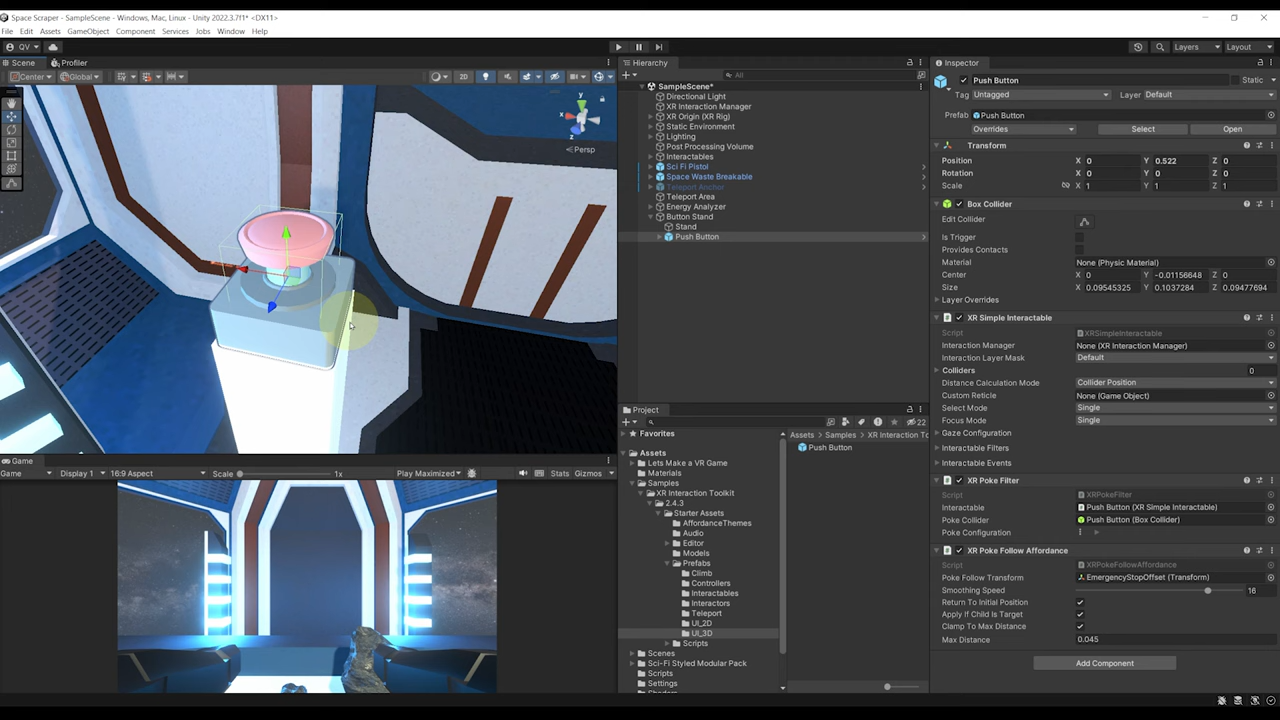 Space Scraper - SampleScene - Windows, Mac, Linux - Unity 2022.3.7f1* <DX11>
File Edit Assets GameObject Component Services Jobs Window Help
QV Layers Layout
Scene Profiler
Center Global 2D
y
x
z
Persp
Game
Game Display 1 16:9 Aspect Scale 1x Play Maximized Stats Gizmos
Hierarchy
All
SampleScene*
Directional Light
XR Interaction Manager
XR Origin (XR Rig)
Static Environment
Lighting
Post Processing Volume
Interactables
Sci Fi Pistol
Space Waste Breakable
Teleport Anchor
Teleport Area
Energy Analyzer
Button Stand
Stand
Push Button
Project
22
Favorites
Assets
Lets Make a VR Game
Materials
Samples
XR Interaction Toolkit
2.4.3
Starter Assets
AffordanceThemes
Audio
Editor
Models
Prefabs
Climb
Controllers
Interactables
Interactors
Teleport
UI_2D
UI_3D
Scripts
Scenes
Sci-Fi Styled Modular Pack
Scripts
Settings
Assets Samples XR Interaction To
Push Button
Inspector
Push Button Static
Tag Untagged Layer Default
Prefab Push Button
Overrides Select Open
Transform
Position X 0 Y 0.522 Z 0
Rotation X 0 Y 0 Z 0
Scale X 1 Y 1 Z 1
Box Collider
Edit Collider
Is Trigger
Provides Contacts
Material None (Physic Material)
Center X 0 Y -0.01156648 Z 0
Size X 0.09545325 Y 0.1037284 Z 0.09477694
Layer Overrides
XR Simple Interactable
Script XRSimpleInteractable
Interaction Manager None (XR Interaction Manager)
Interaction Layer Mask Default
Colliders 0
Distance Calculation Mode Collider Position
Custom Reticle None (Game Object)
Select Mode Single
Focus Mode Single
Gaze Configuration
Interactable Filters
Interactable Events
XR Poke Filter
Script XRPokeFilter
Interactable Push Button (XR Simple Interactable)
Poke Collider Push Button (Box Collider)
Poke Configuration
XR Poke Follow Affordance
Script XRPokeFollowAffordance
Poke Follow Transform EmergencyStopOffset (Transform)
Smoothing Speed 16
Return To Initial Position
Apply If Child Is Target
Clamp To Max Distance
Max Distance 0.045
Add Component